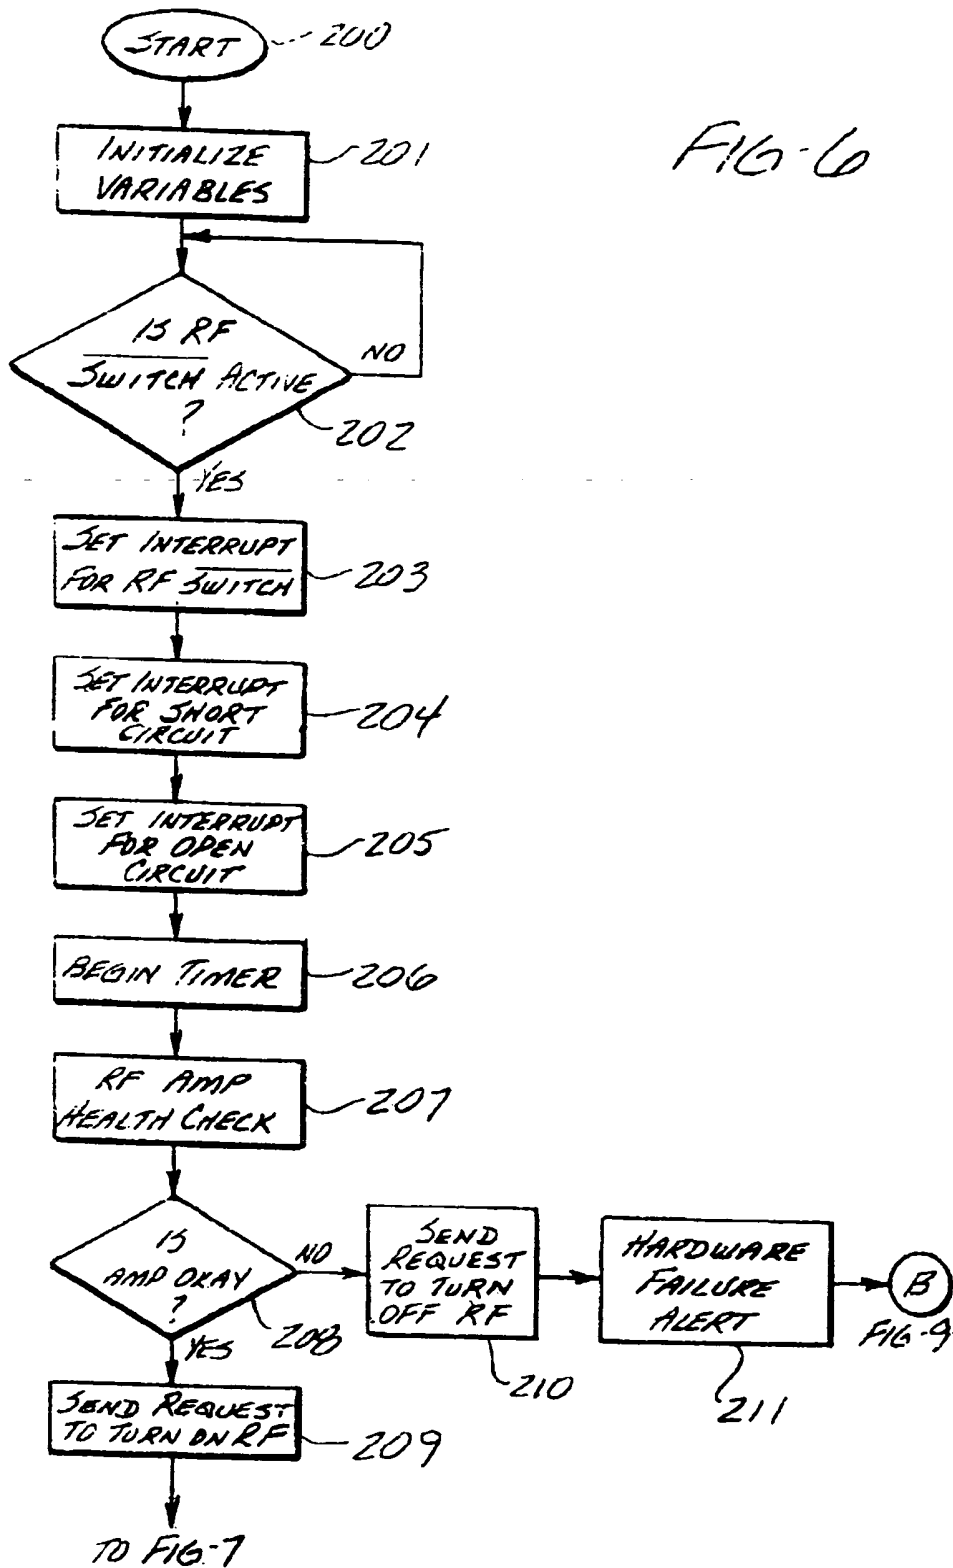 START
200
FIG-6
INITIALIZE
VARIABLES
201
IS RF
SWITCH ACTIVE
?
NO
202
YES
SET INTERRUPT
FOR RF SWITCH
203
SET INTERRUPT
FOR SHORT
CIRCUIT
204
SET INTERRUPT
FOR OPEN
CIRCUIT
205
BEGIN TIMER
206
RF AMP
HEALTH CHECK
207
IS
AMP OKAY
?
NO
208
YES
SEND
REQUEST
TO TURN
OFF RF
210
HARDWARE
FAILURE
ALERT
211
B
FIG-9
SEND REQUEST
TO TURN ON RF
209
TO FIG-7